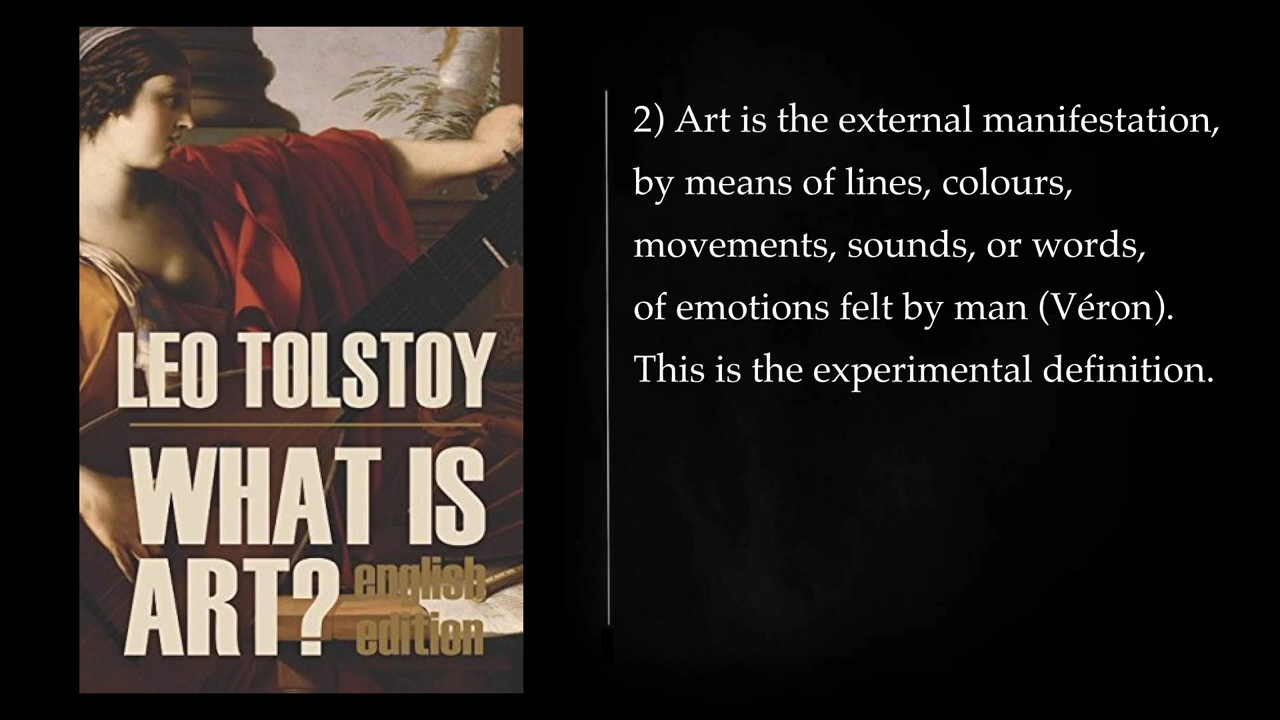 LEO TOLSTOY
WHAT IS
ART?
english
edition
2) Art is the external manifestation,
by means of lines, colours,
movements, sounds, or words,
of emotions felt by man (Véron).
This is the experimental definition.